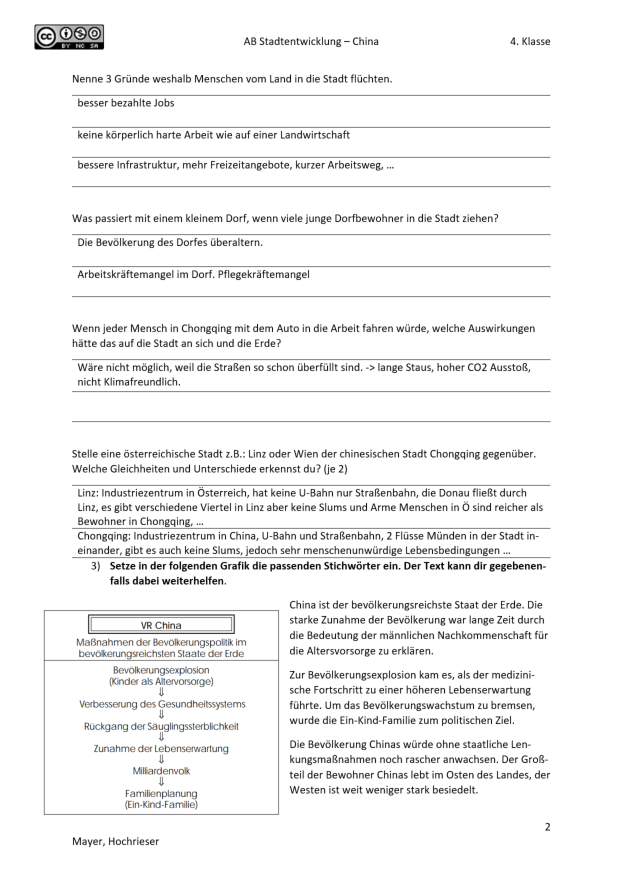 cc BY NC SA
AB Stadtentwicklung – China
4. Klasse
Nenne 3 Gründe weshalb Menschen vom Land in die Stadt flüchten.
besser bezahlte Jobs
keine körperlich harte Arbeit wie auf einer Landwirtschaft
bessere Infrastruktur, mehr Freizeitangebote, kurzer Arbeitsweg, …
Was passiert mit einem kleinem Dorf, wenn viele junge Dorfbewohner in die Stadt ziehen?
Die Bevölkerung des Dorfes überaltern.
Arbeitskräftemangel im Dorf. Pflegekräftemangel
Wenn jeder Mensch in Chongqing mit dem Auto in die Arbeit fahren würde, welche Auswirkungen
hätte das auf die Stadt an sich und die Erde?
Wäre nicht möglich, weil die Straßen so schon überfüllt sind. -> lange Staus, hoher CO2 Ausstoß,
nicht Klimafreundlich.
Stelle eine österreichische Stadt z.B.: Linz oder Wien der chinesischen Stadt Chongqing gegenüber.
Welche Gleichheiten und Unterschiede erkennst du? (je 2)
Linz: Industriezentrum in Österreich, hat keine U-Bahn nur Straßenbahn, die Donau fließt durch
Linz, es gibt verschiedene Viertel in Linz aber keine Slums und Arme Menschen in Ö sind reicher als
Bewohner in Chongqing, …
Chongqing: Industriezentrum in China, U-Bahn und Straßenbahn, 2 Flüsse Münden in der Stadt in-
einander, gibt es auch keine Slums, jedoch sehr menschenunwürdige Lebensbedingungen …
3) Setze in der folgenden Grafik die passenden Stichwörter ein. Der Text kann dir gegebenen-
falls dabei weiterhelfen.
VR China
Maßnahmen der Bevölkerungspolitik im
bevölkerungsreichsten Staate der Erde
Bevölkerungsexplosion
(Kinder als Altervorsorge)
⇓
Verbesserung des Gesundheitssystems
⇓
Rückgang der Säuglingssterblichkeit
⇓
Zunahme der Lebenserwartung
⇓
Milliardenvolk
⇓
Familienplanung
(Ein-Kind-Familie)
China ist der bevölkerungsreichste Staat der Erde. Die
starke Zunahme der Bevölkerung war lange Zeit durch
die Bedeutung der männlichen Nachkommenschaft für
die Altersvorsorge zu erklären.
Zur Bevölkerungsexplosion kam es, als der medizini-
sche Fortschritt zu einer höheren Lebenserwartung
führte. Um das Bevölkerungswachstum zu bremsen,
wurde die Ein-Kind-Familie zum politischen Ziel.
Die Bevölkerung Chinas würde ohne staatliche Len-
kungsmaßnahmen noch rascher anwachsen. Der Groß-
teil der Bewohner Chinas lebt im Osten des Landes, der
Westen ist weit weniger stark besiedelt.
2
Mayer, Hochrieser